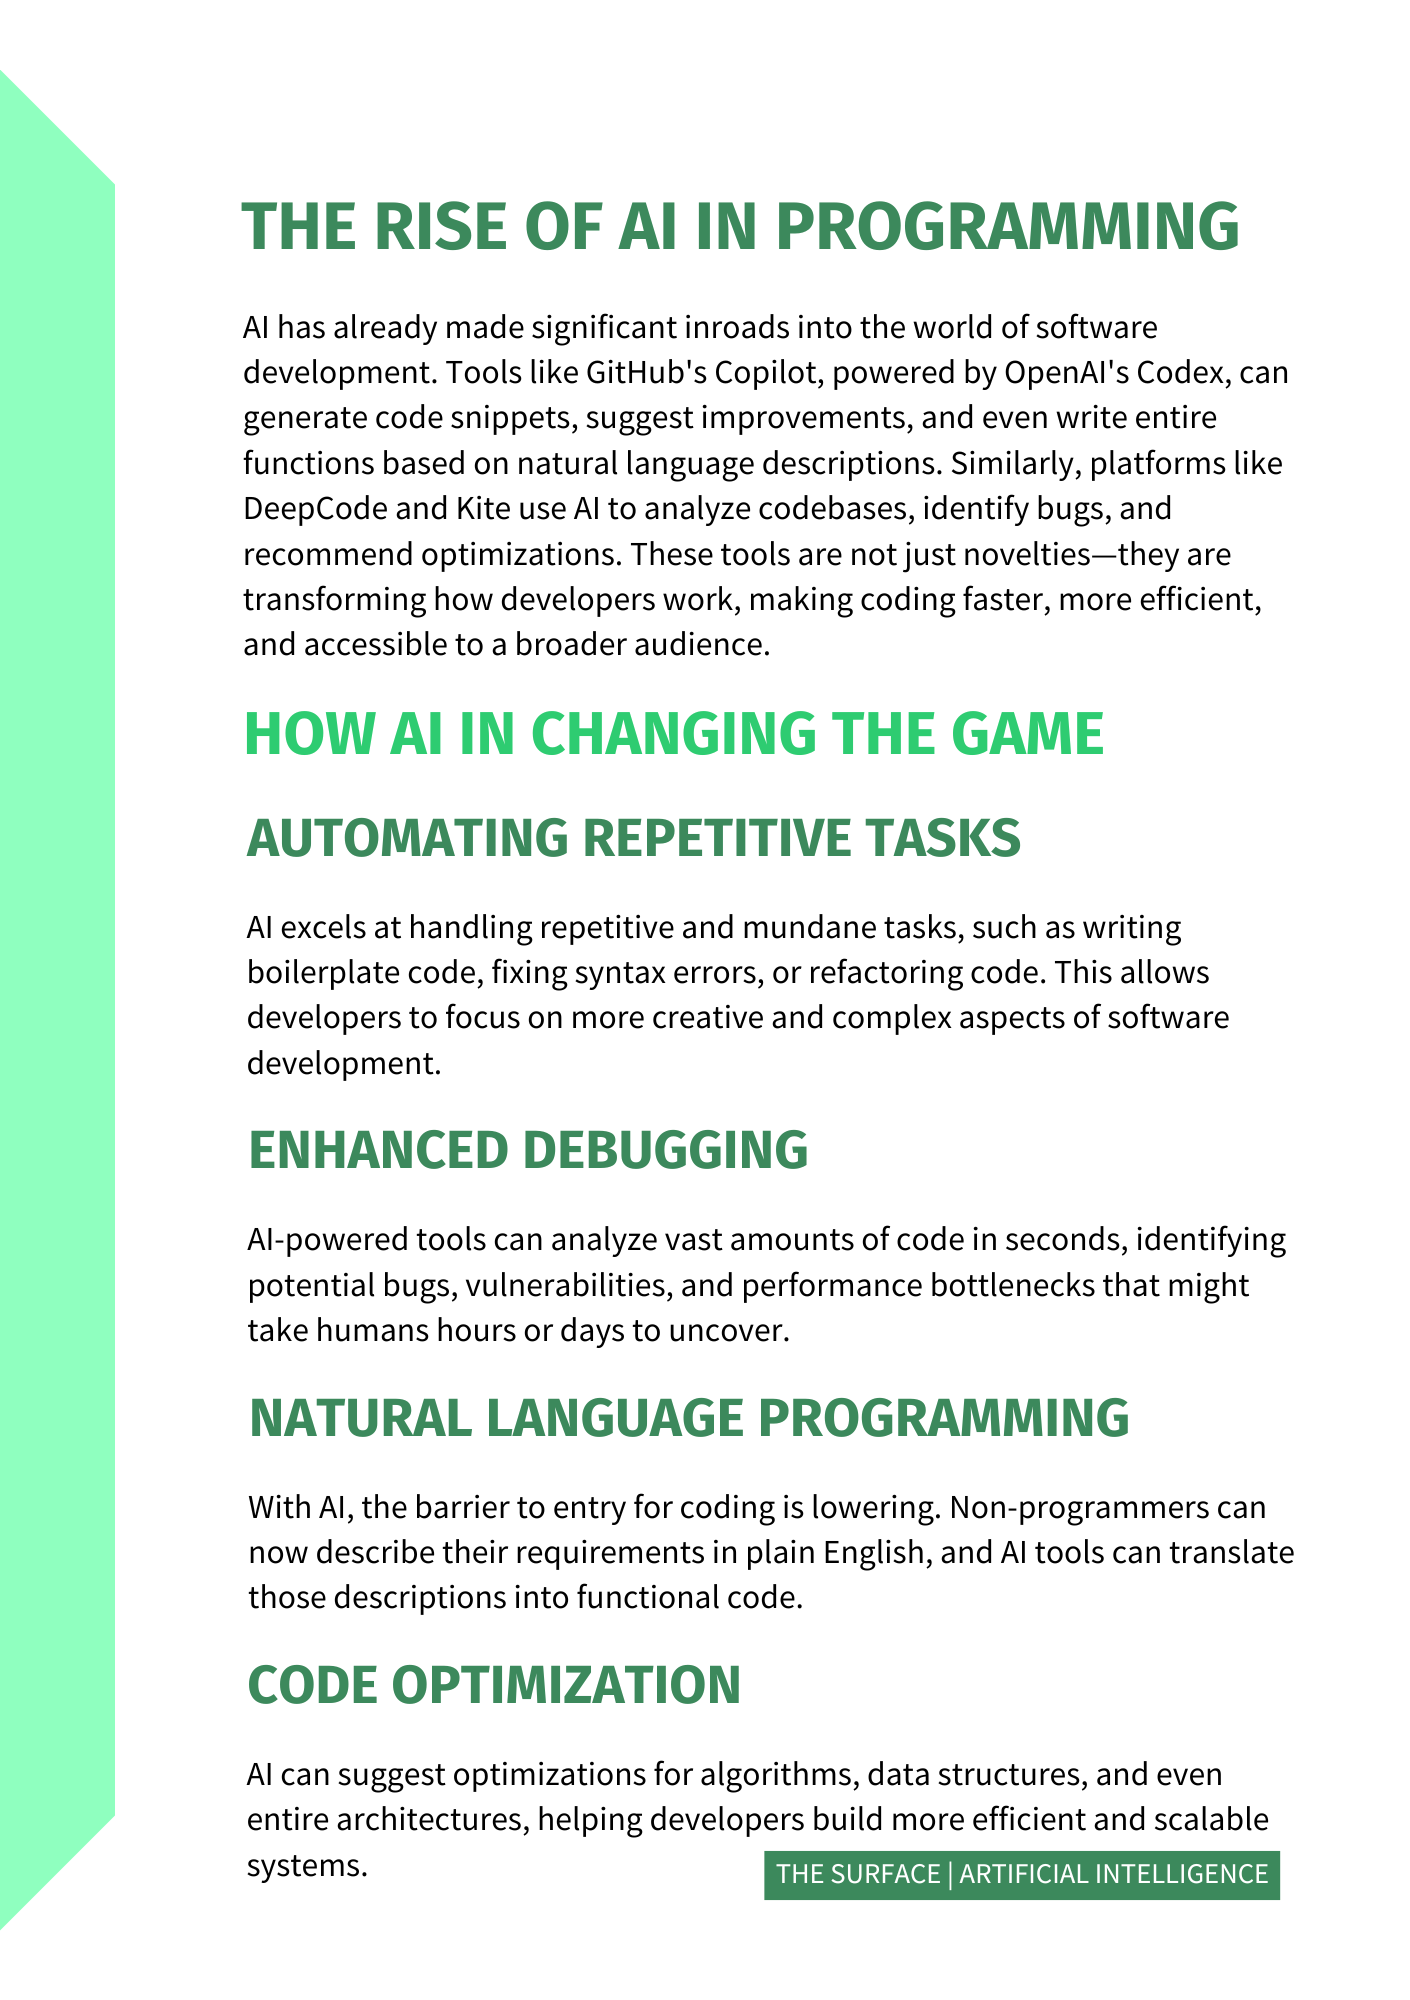 THE RISE OF AI IN PROGRAMMING
AI has already made significant inroads into the world of software
development. Tools like GitHub's Copilot, powered by OpenAI's Codex, can
generate code snippets, suggest improvements, and even write entire
functions based on natural language descriptions. Similarly, platforms like
DeepCode and Kite use AI to analyze codebases, identify bugs, and
recommend optimizations. These tools are not just novelties—they are
transforming how developers work, making coding faster, more efficient,
and accessible to a broader audience.
HOW AI IN CHANGING THE GAME
AUTOMATING REPETITIVE TASKS
AI excels at handling repetitive and mundane tasks, such as writing
boilerplate code, fixing syntax errors, or refactoring code. This allows
developers to focus on more creative and complex aspects of software
development.
ENHANCED DEBUGGING
AI-powered tools can analyze vast amounts of code in seconds, identifying
potential bugs, vulnerabilities, and performance bottlenecks that might
take humans hours or days to uncover.
NATURAL LANGUAGE PROGRAMMING
With AI, the barrier to entry for coding is lowering. Non-programmers can
now describe their requirements in plain English, and AI tools can translate
those descriptions into functional code.
CODE OPTIMIZATION
AI can suggest optimizations for algorithms, data structures, and even
entire architectures, helping developers build more efficient and scalable
systems.
THE SURFACE | ARTIFICIAL INTELLIGENCE